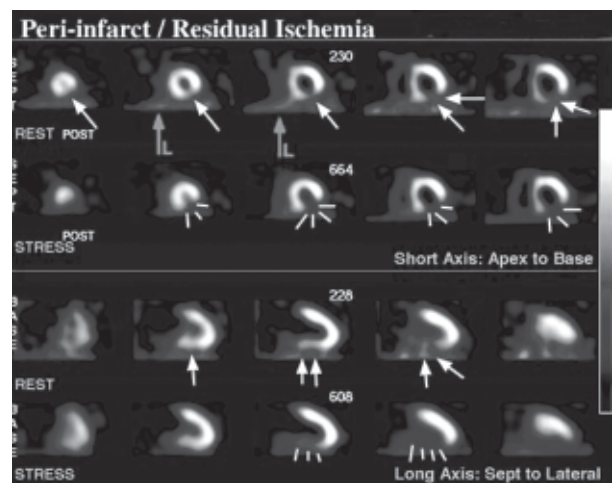 Peri-infarct / Residual Ischemia
230
S
E
P
T
REST POST
L
L
664
POST
STRESS
Short Axis: Apex to Base
228
B
A
S
E
REST
608
B
A
S
E
STRESS
Long Axis: Sept to Lateral